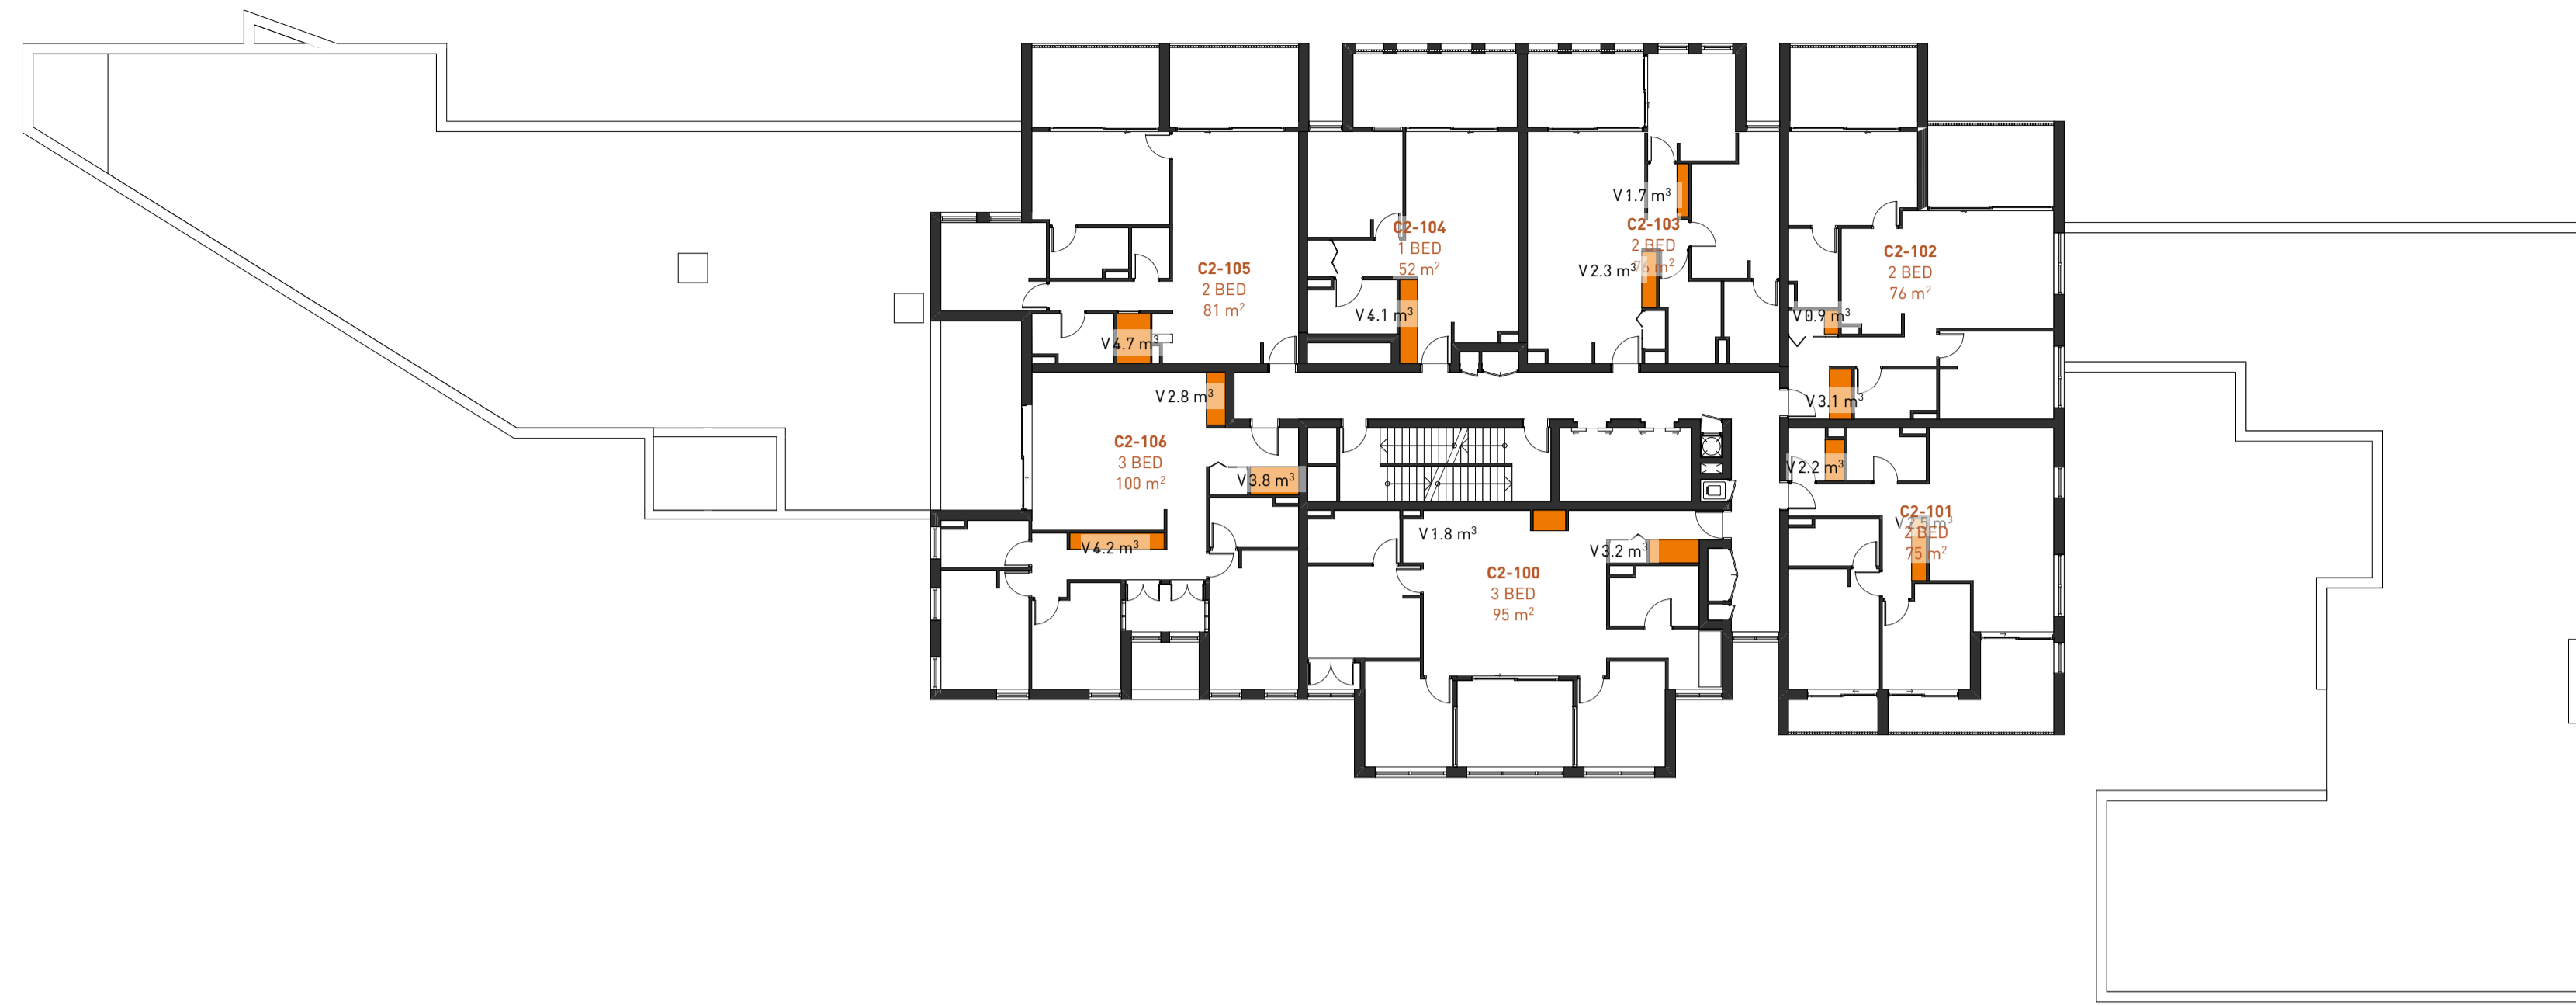 V 1.7 m³
C2-103
2 BED
76 m²
V 2.3 m³
C2-104
1 BED
52 m²
V 4.1 m³
C2-105
2 BED
81 m²
V 4.7 m³
C2-102
2 BED
76 m²
V 0.9 m³
V 3.1 m³
V 2.8 m³
C2-106
3 BED
100 m²
V 3.8 m³
V 4.2 m³
V 2.2 m³
C2-101
2 BED
75 m²
V 1.8 m³
V 3.2 m³
C2-100
3 BED
95 m²